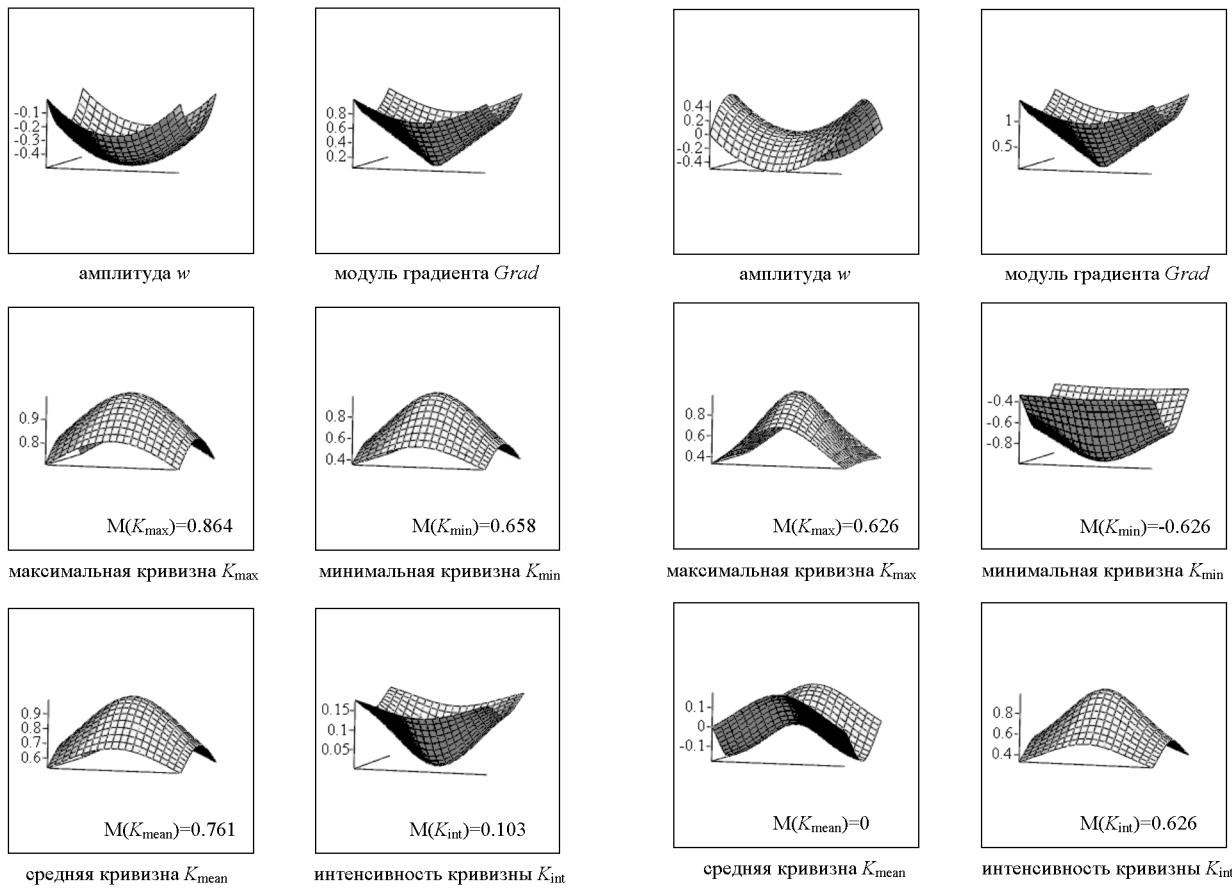 -0.1
-0.2
-0.3
-0.4
0.8
0.6
0.4
0.2
0.4
0.2
0
-0.2
-0.4
1
0.5
амплитуда w
модуль градиента Grad
амплитуда w
модуль градиента Grad
0.9
0.8
M(Kmax)=0.864
0.8
0.6
0.4
M(Kmin)=0.658
0.8
0.6
0.4
M(Kmax)=0.626
-0.4
-0.6
-0.8
M(Kmin)=-0.626
максимальная кривизна Kmax
минимальная кривизна Kmin
максимальная кривизна Kmax
минимальная кривизна Kmin
0.9
0.8
0.7
0.6
M(Kmean)=0.761
0.15
0.1
0.05
M(Kint)=0.103
0.1
0
-0.1
M(Kmean)=0
0.8
0.6
0.4
M(Kint)=0.626
средняя кривизна Kmean
интенсивность кривизны Kint
средняя кривизна Kmean
интенсивность кривизны Kint